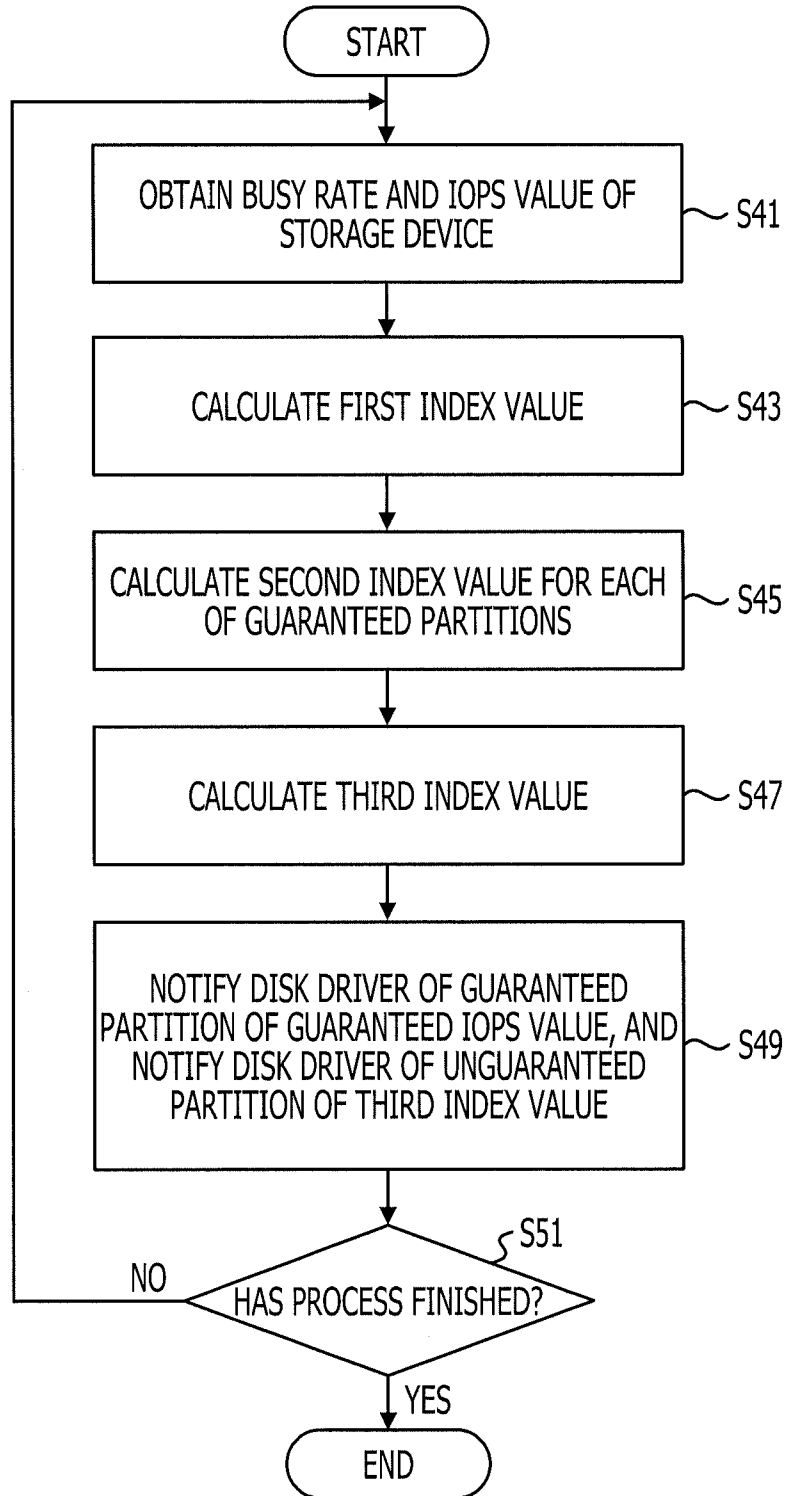 START
OBTAIN BUSY RATE AND IOPS VALUE OF
STORAGE DEVICE
S41
CALCULATE FIRST INDEX VALUE
S43
CALCULATE SECOND INDEX VALUE FOR EACH
OF GUARANTEED PARTITIONS
S45
CALCULATE THIRD INDEX VALUE
S47
NOTIFY DISK DRIVER OF GUARANTEED
PARTITION OF GUARANTEED IOPS VALUE, AND
NOTIFY DISK DRIVER OF UNGUARANTEED
PARTITION OF THIRD INDEX VALUE
S49
S51
NO
HAS PROCESS FINISHED?
YES
END